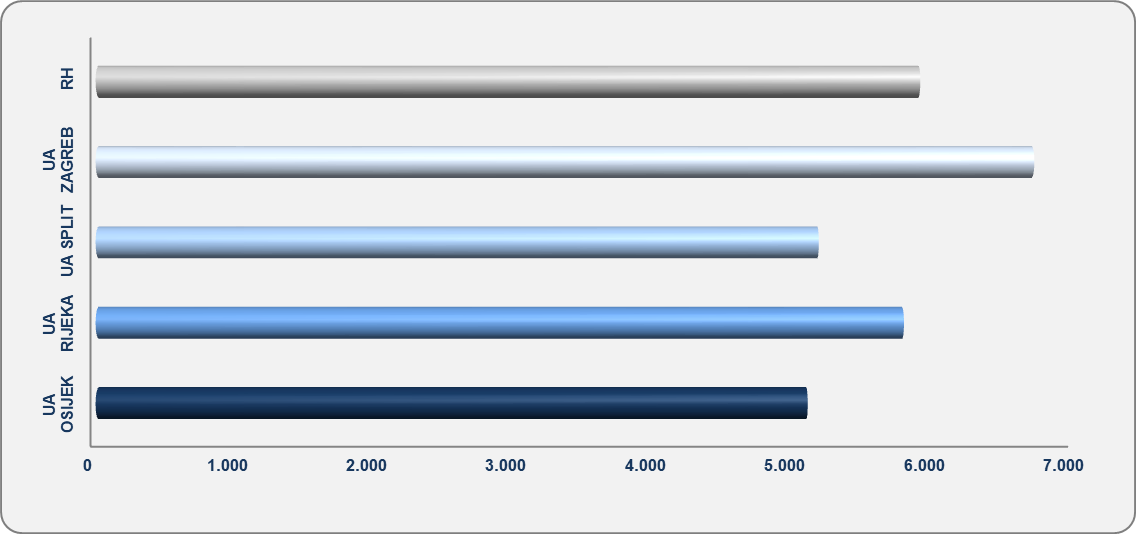 RH
UA
ZAGREB
UA SPLIT
UA
RIJEKA
UA
OSIJEK
0 1.000 2.000 3.000 4.000 5.000 6.000 7.000